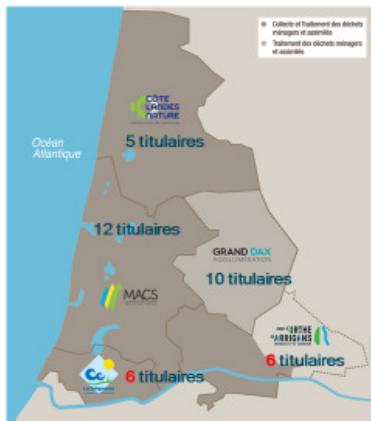 Collecte et Traitement des déchets
ménagers et assimilés
Traitement des déchets ménagers
et assimilés
CÔTE
LANDES
NATURE
Océan
Atlantique
5 titulaires
12 titulaires
GRAND DAX
AGGLOMÉRATION
10 titulaires
MACS
D'ORTHE
ARRIGANS
6 titulaires
6 titulaires